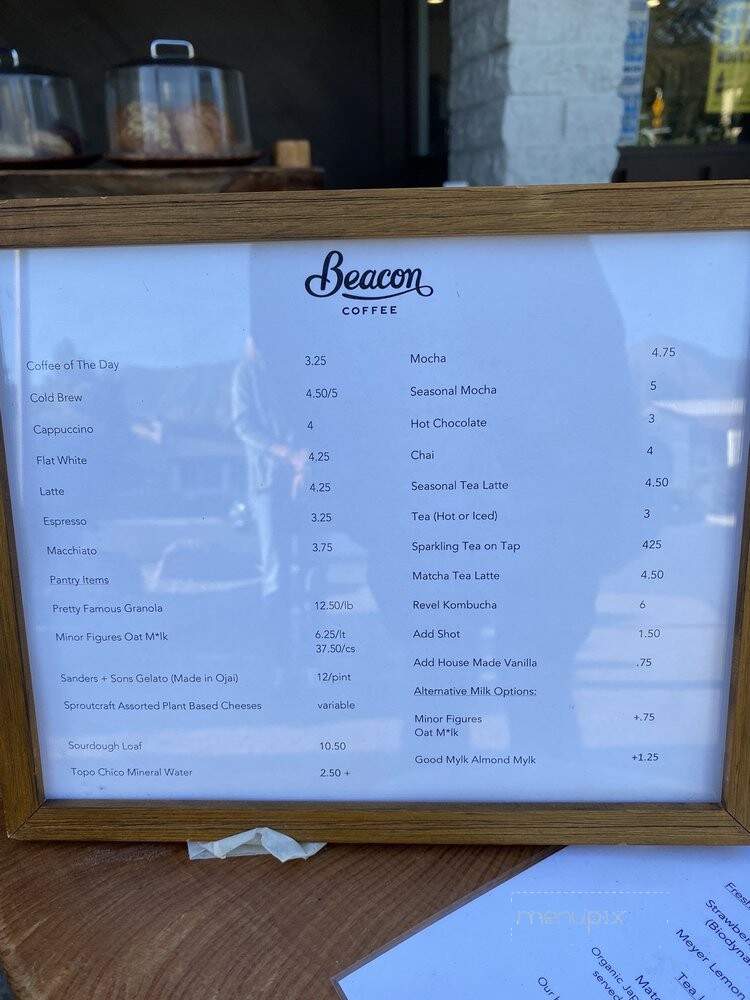 Beacon
COFFEE
Coffee of The Day 3.25
Cold Brew 4.50/5
Cappuccino 4
Flat White 4.25
Latte 4.25
Espresso 3.25
Macchiato 3.75
Pantry Items
Pretty Famous Granola 12.50/lb
Minor Figures Oat M*lk 6.25/lt
37.50/cs
Sanders + Sons Gelato (Made in Ojai) 12/pint
Sproutcraft Assorted Plant Based Cheeses variable
Sourdough Loaf 10.50
Topo Chico Mineral Water 2.50 +
Mocha 4.75
Seasonal Mocha 5
Hot Chocolate 3
Chai 4
Seasonal Tea Latte 4.50
Tea (Hot or Iced) 3
Sparkling Tea on Tap 425
Matcha Tea Latte 4.50
Revel Kombucha 6
Add Shot 1.50
Add House Made Vanilla .75
Alternative Milk Options:
Minor Figures +.75
Oat M*lk
Good Mylk Almond Mylk +1.25
menupix
Meyer Lemon
Tea
Organic
Our